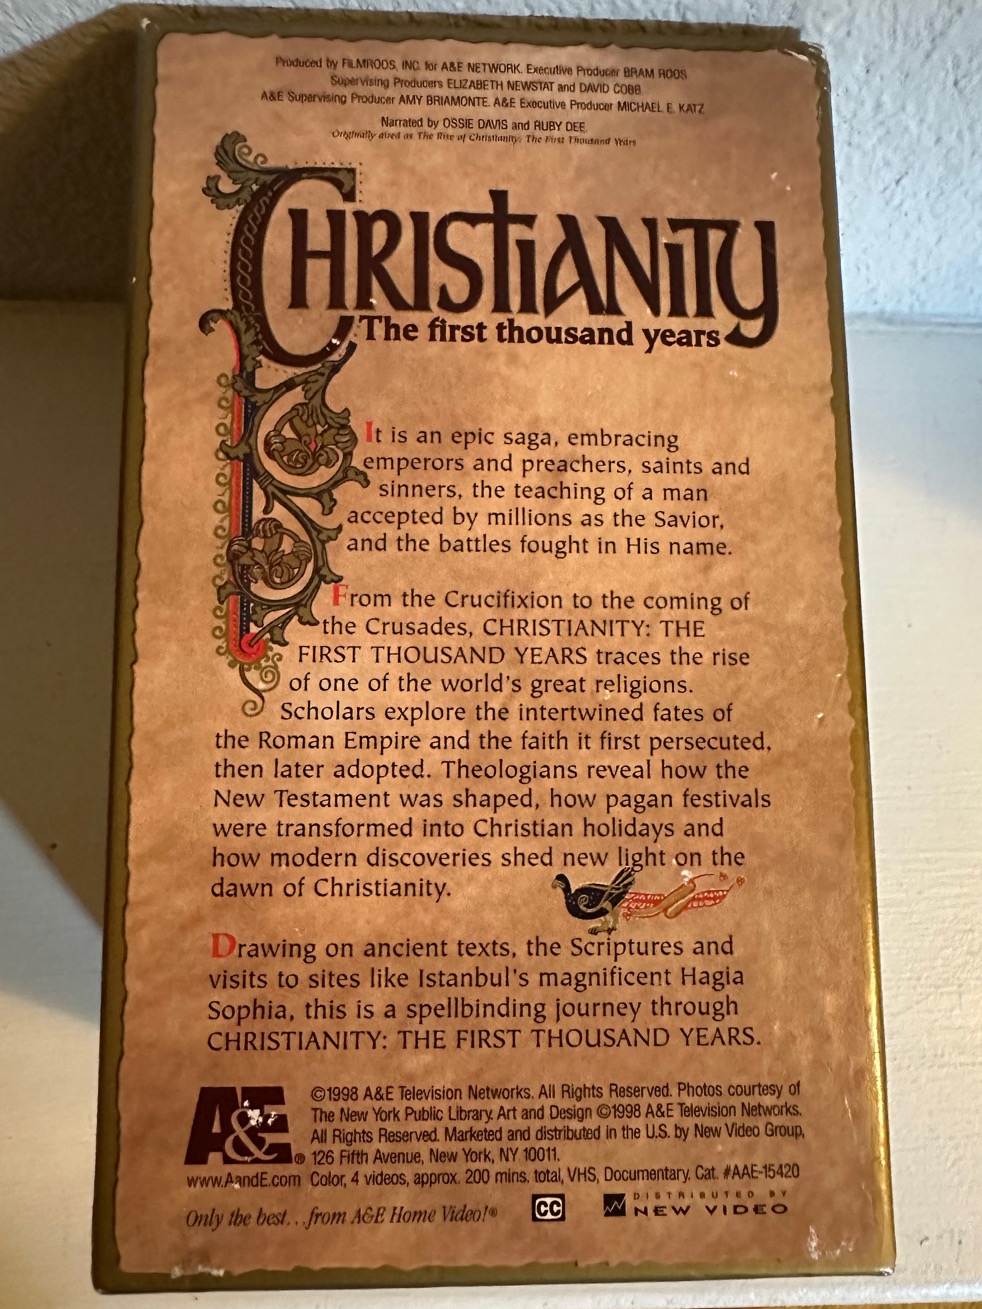 Produced by FILMROOS, INC. for A&E NETWORK. Executive Producer BRAM ROOS
Supervising Producers ELIZABETH NEWSTAT and DAVID COBB
A&E Supervising Producer AMY BRIAMONTE. A&E Executive Producer MICHAEL E. KATZ
Narrated by OSSIE DAVIS and RUBY DEE
Originally aired as The Rise of Christianity: The First Thousand Years
CHRISTIANITY
The first thousand years
It is an epic saga, embracing
emperors and preachers, saints and
sinners, the teaching of a man
accepted by millions as the Savior,
and the battles fought in His name.
From the Crucifixion to the coming of
the Crusades, CHRISTIANITY: THE
FIRST THOUSAND YEARS traces the rise
of one of the world's great religions.
Scholars explore the intertwined fates of
the Roman Empire and the faith it first persecuted,
then later adopted. Theologians reveal how the
New Testament was shaped, how pagan festivals
were transformed into Christian holidays and
how modern discoveries shed new light on the
dawn of Christianity.
Drawing on ancient texts, the Scriptures and
visits to sites like Istanbul's magnificent Hagia
Sophia, this is a spellbinding journey through
CHRISTIANITY: THE FIRST THOUSAND YEARS.
A&E®
©1998 A&E Television Networks. All Rights Reserved. Photos courtesy of
The New York Public Library. Art and Design ©1998 A&E Television Networks.
All Rights Reserved. Marketed and distributed in the U.S. by New Video Group,
126 Fifth Avenue, New York, NY 10011.
www.AandE.com Color, 4 videos, approx. 200 mins. total, VHS, Documentary. Cat. #AAE-15420
Only the best...from A&E Home Video!®
CC
DISTRIBUTED BY
NEW VIDEO